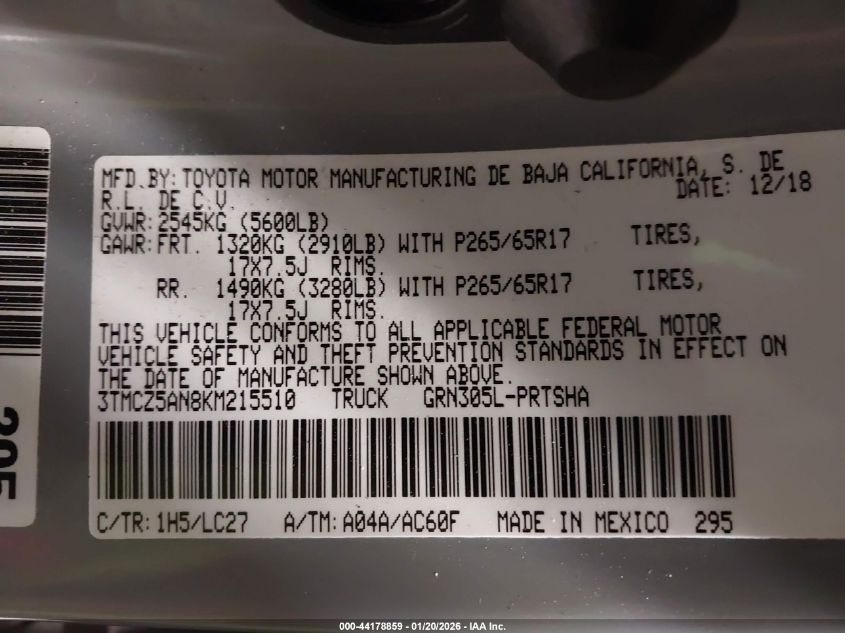 MFD.BY: TOYOTA MOTOR MANUFACTURING DE BAJA CALIFORNIA, S. DE
R.L. DE C.V. DATE: 12/18
GVWR: 2545KG (5600LB)
GAWR: FRT. 1320KG (2910LB) WITH P265/65R17 TIRES,
17X7.5J RIMS.
RR. 1490KG (3280LB) WITH P265/65R17 TIRES,
17X7.5J RIMS.
THIS VEHICLE CONFORMS TO ALL APPLICABLE FEDERAL MOTOR
VEHICLE SAFETY AND THEFT PREVENTION STANDARDS IN EFFECT ON
THE DATE OF MANUFACTURE SHOWN ABOVE.
3TMCZ5AN8KM215510 TRUCK GRN305L-PRTSHA
C/TR: 1H5/LC27 A/TM: A04A/AC60F MADE IN MEXICO 295
000-44178859 - 01/20/2026 - IAA Inc.